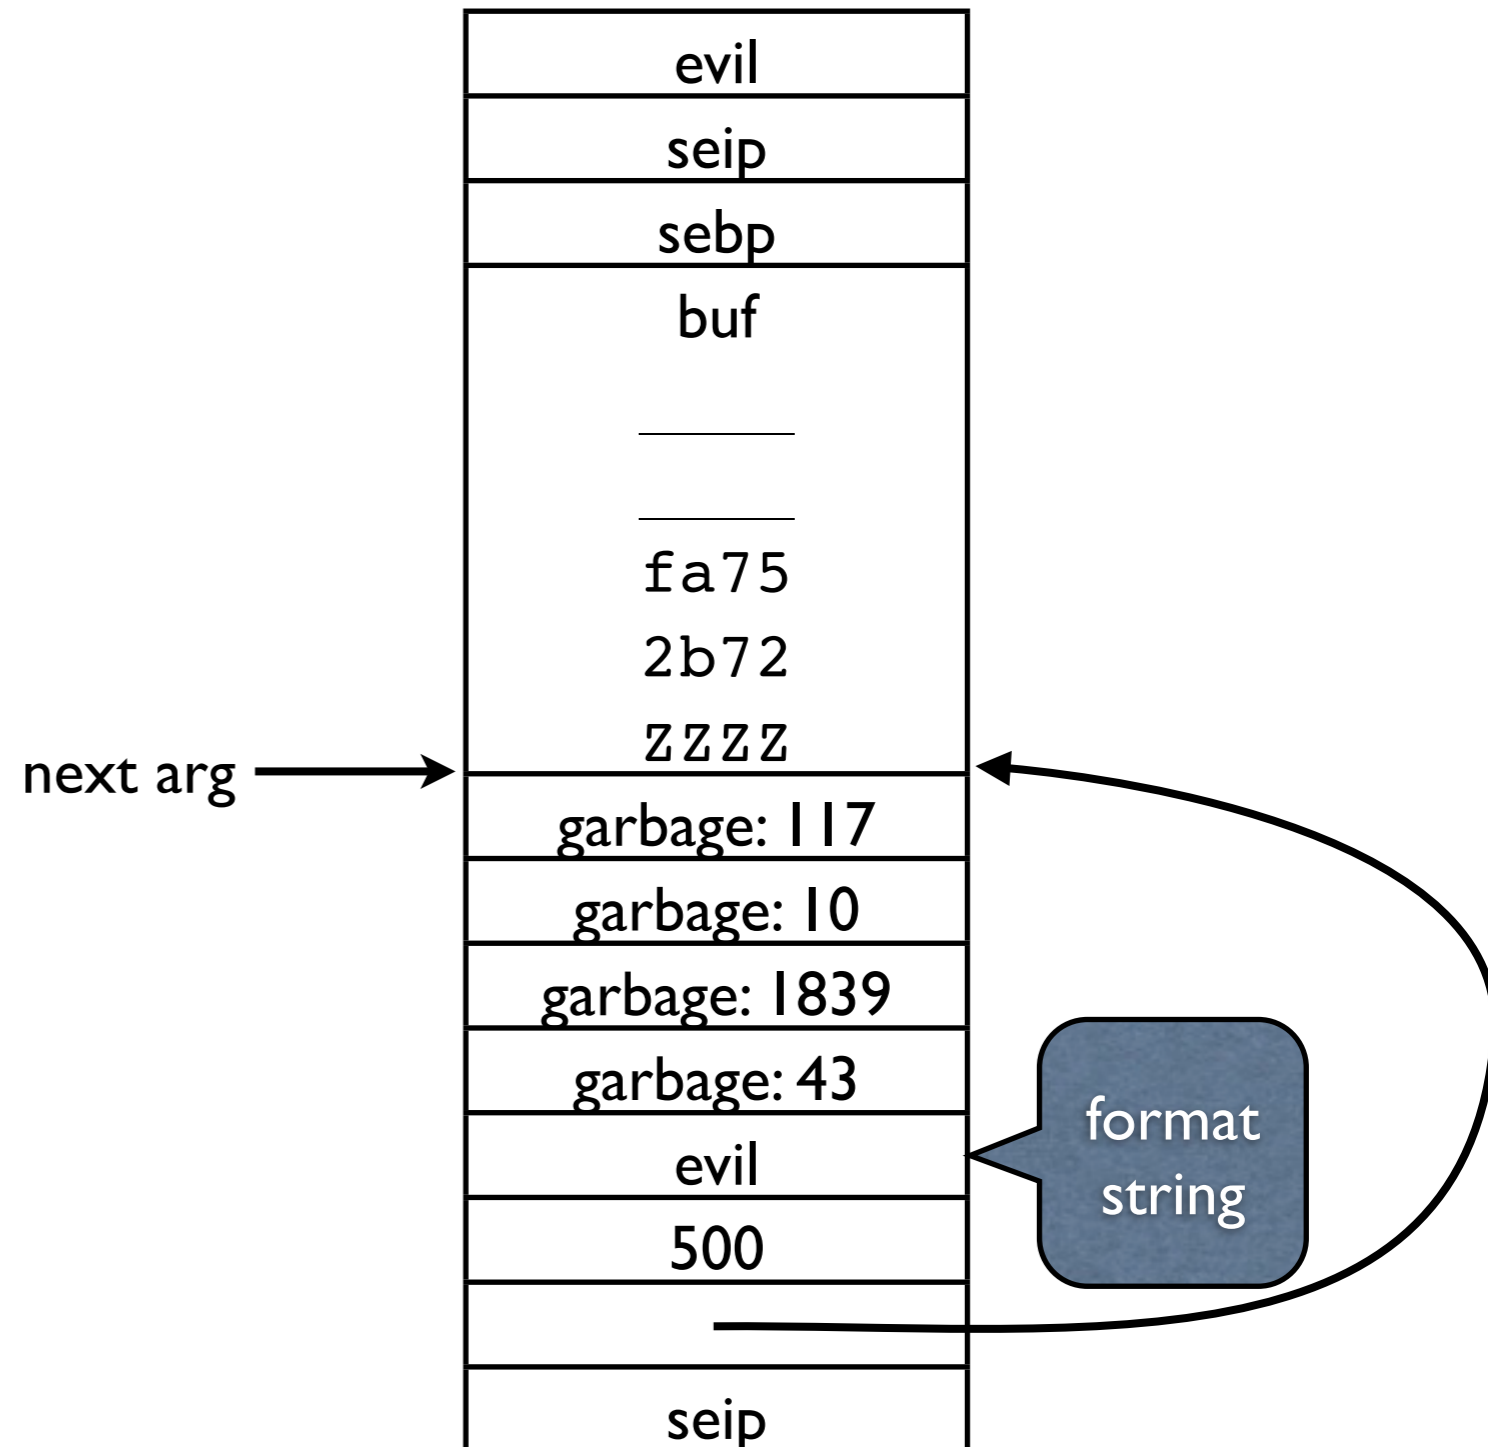 evil
seip
sebp
buf
fa75
2b72
ZZZZ
next arg
garbage: 117
garbage: 10
garbage: 1839
garbage: 43
evil
format
string
500
seip